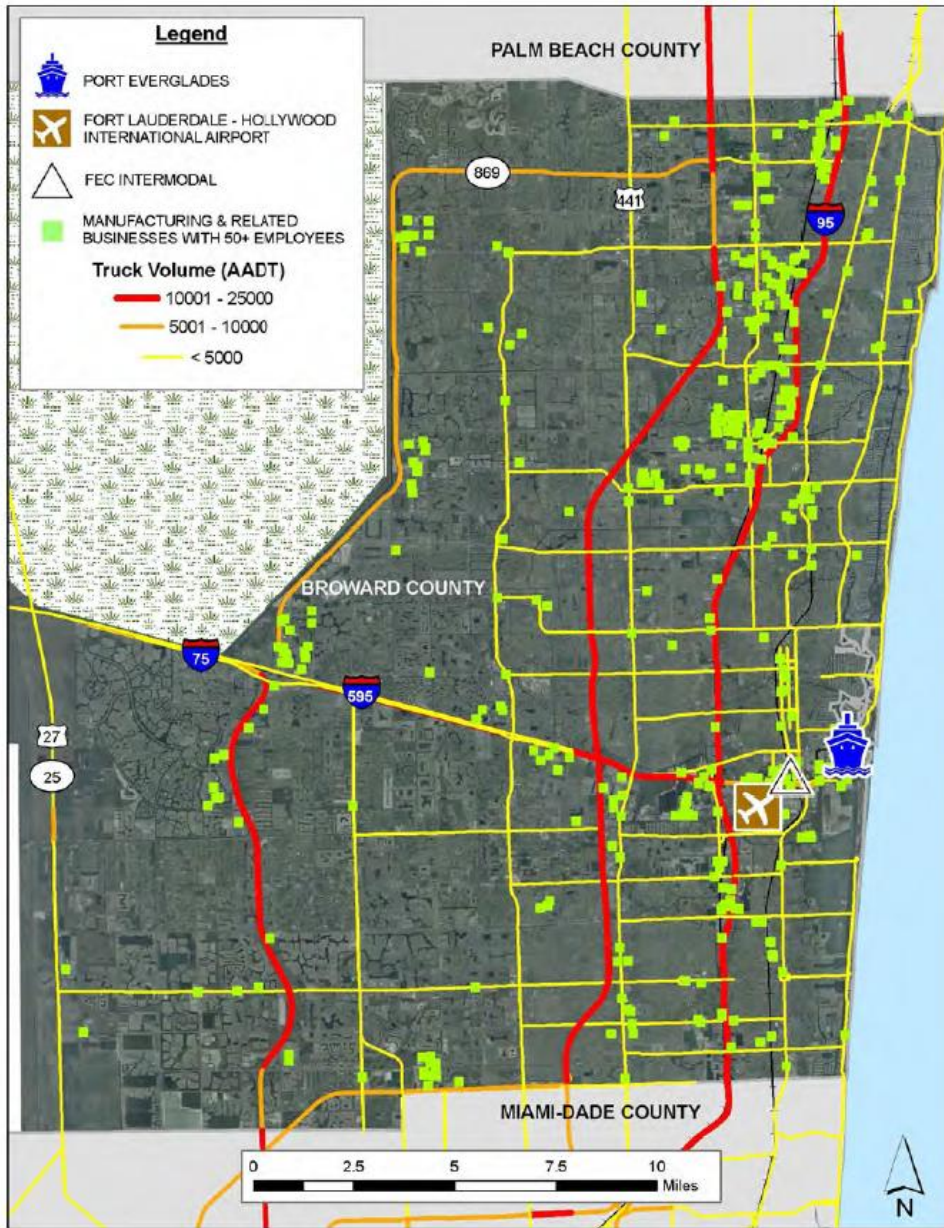 Legend
PORT EVERGLADES
FORT LAUDERDALE - HOLLYWOOD
INTERNATIONAL AIRPORT
FEC INTERMODAL
MANUFACTURING & RELATED
BUSINESSES WITH 50+ EMPLOYEES
Truck Volume (AADT)
10001 - 25000
5001 - 10000
< 5000
PALM BEACH COUNTY
869
441
95
BROWARD COUNTY
75
595
27
25
MIAMI-DADE COUNTY
0 2.5 5 7.5 10
Miles
N